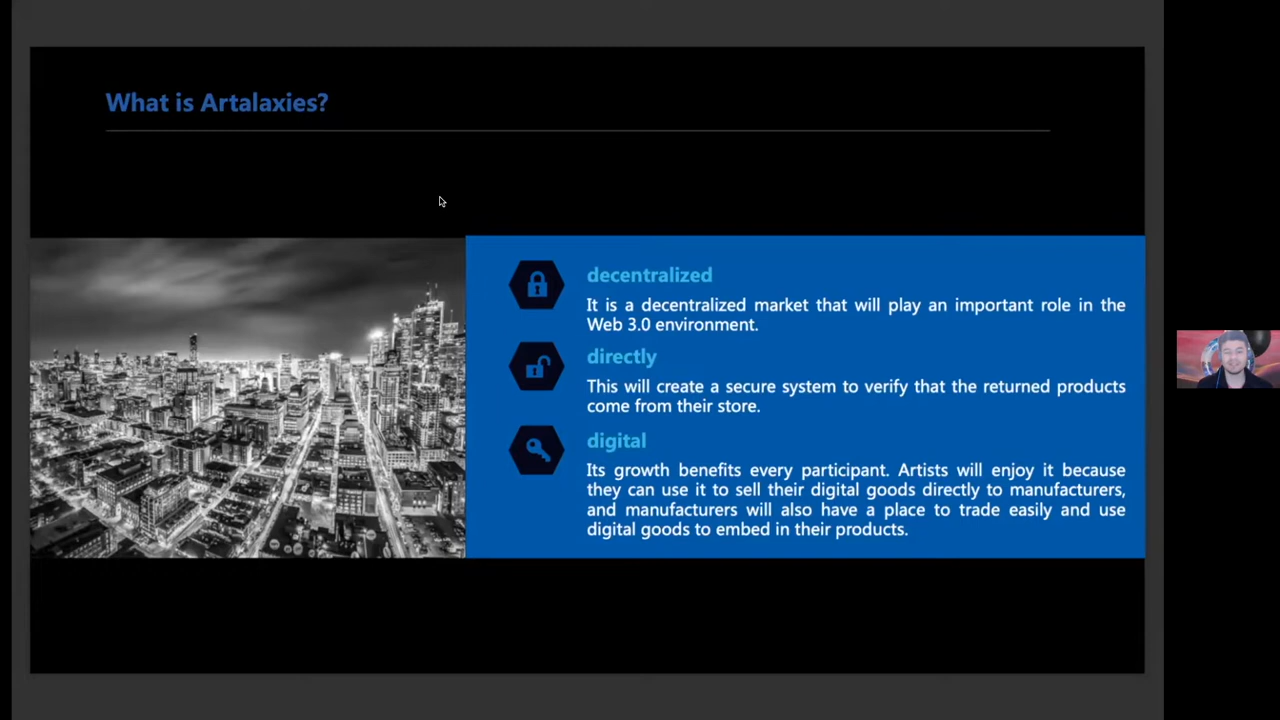 What is Artalaxies?
decentralized
It is a decentralized market that will play an important role in the
Web 3.0 environment.
directly
This will create a secure system to verify that the returned products
come from their store.
digital
Its growth benefits every participant. Artists will enjoy it because
they can use it to sell their digital goods directly to manufacturers,
and manufacturers will also have a place to trade easily and use
digital goods to embed in their products.